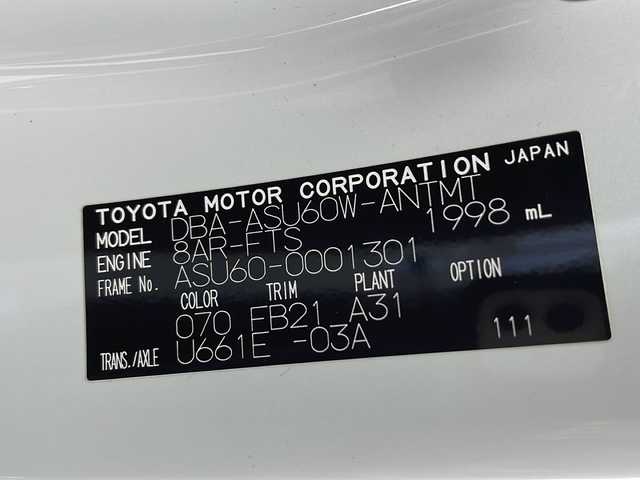 TOYOTA MOTOR CORPORATION JAPAN
MODEL DBA-ASU60W-ANTMT
ENGINE 8AR-FTS 1998 mL
FRAME No. ASU60-0001301
COLOR TRIM PLANT OPTION
070 FB21 A31
TRANS./AXLE U661E -03A 111